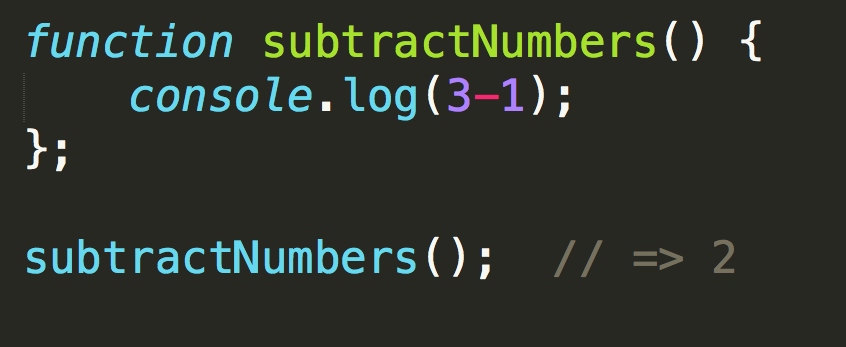 function subtractNumbers() {
    console.log(3-1);
};
subtractNumbers();  // => 2